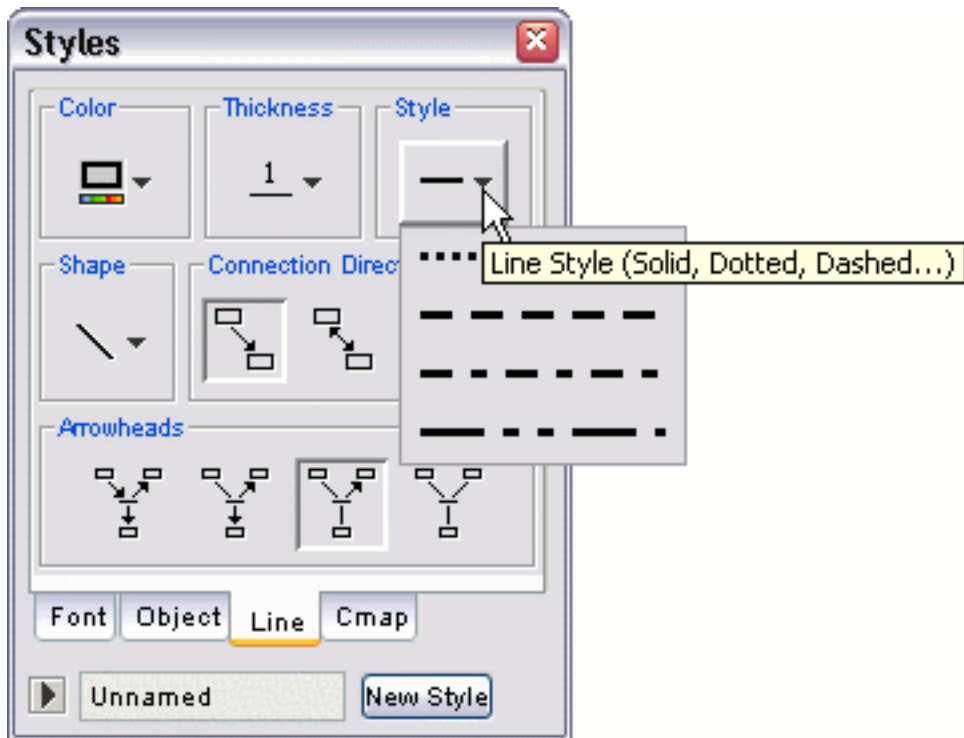 Styles
Color
Thickness
Style
1
Line Style (Solid, Dotted, Dashed...)
Shape
Connection Direc
Arrowheads
Font
Object
Line
Cmap
Unnamed
New Style